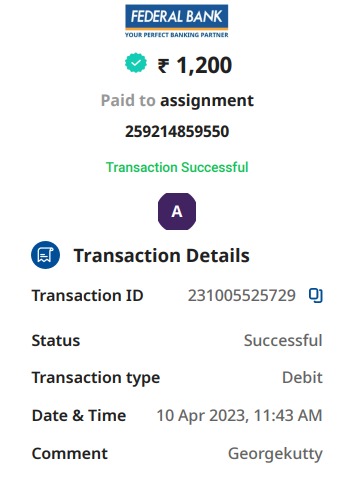 FEDERAL BANK
YOUR PERFECT BANKING PARTNER
₹ 1,200
Paid to assignment
259214859550
Transaction Successful
A
Transaction Details
Transaction ID 231005525729
Status Successful
Transaction type Debit
Date & Time 10 Apr 2023, 11:43 AM
Comment Georgekutty